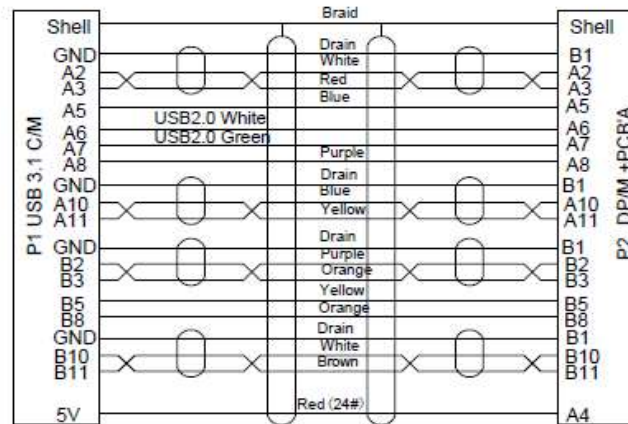 Braid
Shell Shell
Drain
GND B1
White
A2 A2
Red
A3 A3
Blue
A5 A5
USB2.0 White
A6 A6
USB2.0 Green
A7 A7
Purple
A8 A8
Drain
GND B1
Blue
A10 A10
Yellow
A11 A11
Drain
GND B1
Purple
B2 B2
Orange
B3 B3
Yellow
B5 B5
Orange
B8 B8
Drain
GND B1
White
B10 B10
Brown
B11 B11
Red (24#)
5V A4
P1 USB 3.1 C/M
P2 DP/M +PCB'A